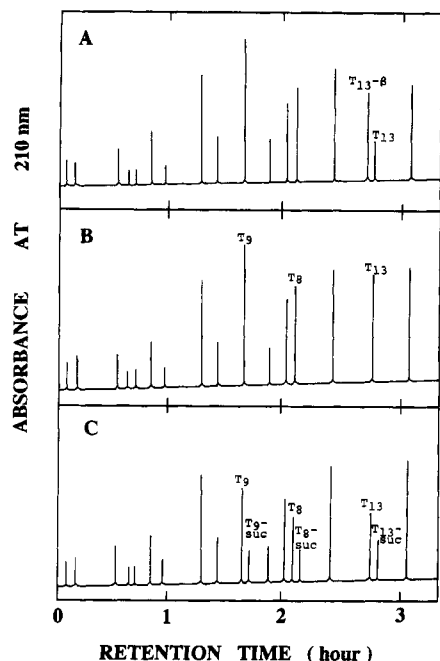 A
T13-β
T13
B
T9
T8
T13
C
T9
T9-
suc
T8
T8-
suc
T13
T13-
suc
ABSORBANCE AT 210 nm
0 1 2 3
RETENTION TIME ( hour )